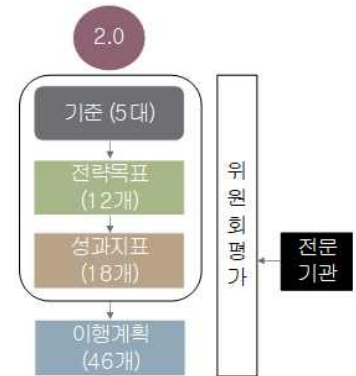 2.0
기준 (5대)
전략목표
(12개)
성과지표
(18개)
이행계획
(46개)
위
원
회
평
가
전문
기관